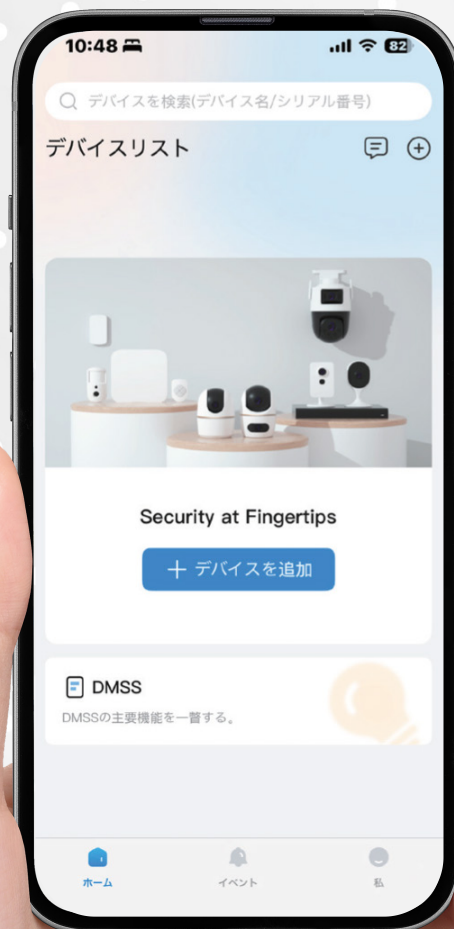 10:48
82
デバイスを検索(デバイス名/シリアル番号)
デバイスリスト
Security at Fingertips
+ デバイスを追加
DMSS
DMSSの主要機能を一瞥する。
ホーム
イベント
私